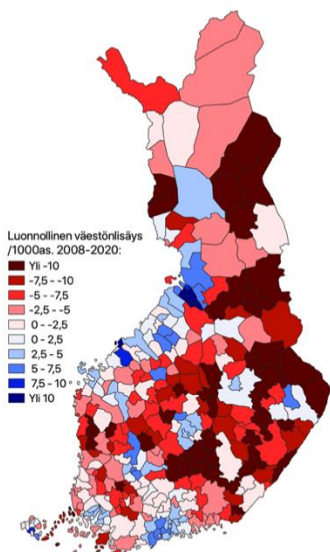 Luonnollinen väestönlisäys
/1000as. 2008-2020:
Yli -10
-7,5 - -10
-5 - -7,5
-2,5 - -5
0 - -2,5
0 - 2,5
2,5 - 5
5 - 7,5
7,5 - 10
Yli 10